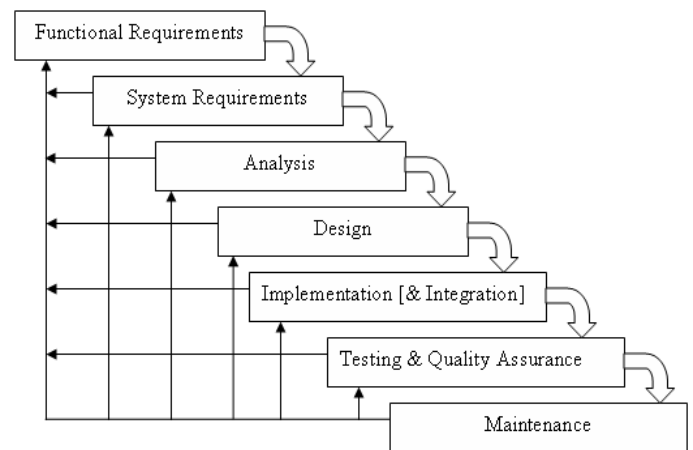 Functional Requirements
System Requirements
Analysis
Design
Implementation [& Integration]
Testing & Quality Assurance
Maintenance